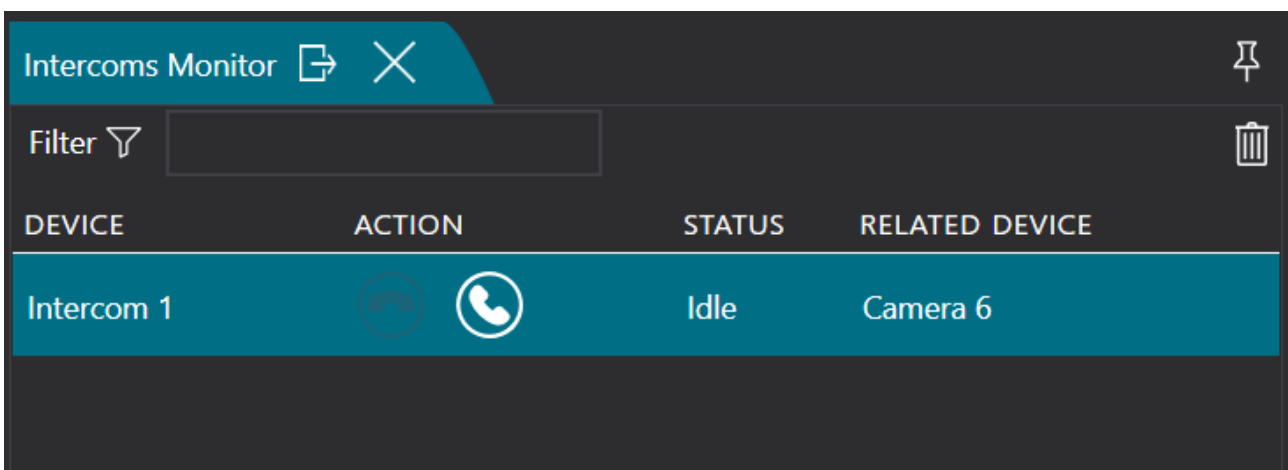 Intercoms Monitor
Filter
DEVICE ACTION STATUS RELATED DEVICE
Intercom 1 Idle Camera 6